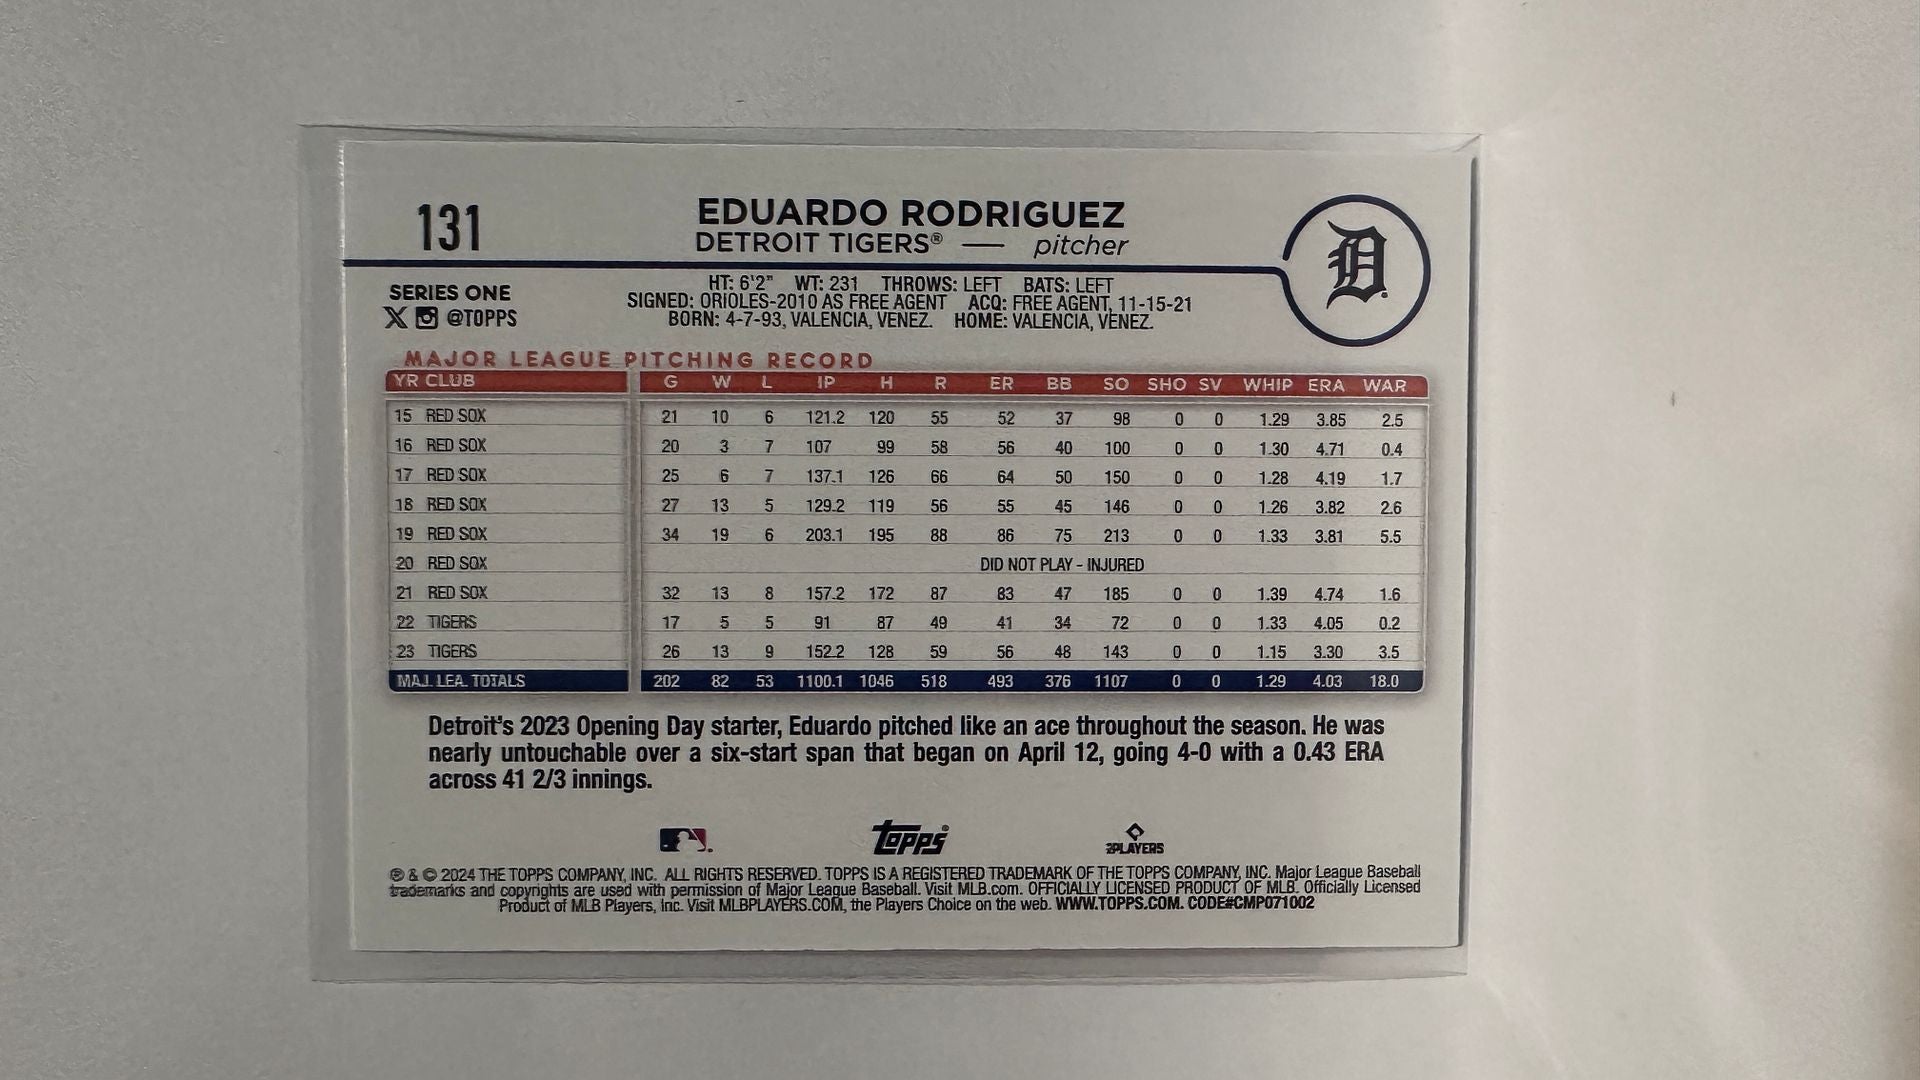 131
EDUARDO RODRIGUEZ
DETROIT TIGERS® — pitcher
D
SERIES ONE
@TOPPS
HT: 6'2" WT: 231 THROWS: LEFT BATS: LEFT
SIGNED: ORIOLES-2010 AS FREE AGENT ACQ: FREE AGENT, 11-15-21
BORN: 4-7-93, VALENCIA, VENEZ. HOME: VALENCIA, VENEZ.
MAJOR LEAGUE PITCHING RECORD
YR CLUB G W L IP H R ER BB SO SHO SV WHIP ERA WAR
15 RED SOX 21 10 6 121.2 120 55 52 37 98 0 0 1.29 3.85 2.5
16 RED SOX 20 3 7 107 99 58 56 40 100 0 0 1.30 4.71 0.4
17 RED SOX 25 6 7 137.1 126 66 64 50 150 0 0 1.28 4.19 1.7
18 RED SOX 27 13 5 129.2 119 56 55 45 146 0 0 1.26 3.82 2.6
19 RED SOX 34 19 6 203.1 195 88 86 75 213 0 0 1.33 3.81 5.5
20 RED SOX DID NOT PLAY - INJURED
21 RED SOX 32 13 8 157.2 172 87 83 47 185 0 0 1.39 4.74 1.6
22 TIGERS 17 5 5 91 87 49 41 34 72 0 0 1.33 4.05 0.2
23 TIGERS 26 13 9 152.2 128 59 56 48 143 0 0 1.15 3.30 3.5
MAJ. LEA. TOTALS 202 82 53 1100.1 1046 518 493 376 1107 0 0 1.29 4.03 18.0
Detroit's 2023 Opening Day starter, Eduardo pitched like an ace throughout the season. He was
nearly untouchable over a six-start span that began on April 12, going 4-0 with a 0.43 ERA
across 41 2/3 innings.
Topps PLAYERS
® & © 2024 THE TOPPS COMPANY, INC. ALL RIGHTS RESERVED. TOPPS IS A REGISTERED TRADEMARK OF THE TOPPS COMPANY, INC. Major League Baseball
trademarks and copyrights are used with permission of Major League Baseball. Visit MLB.com. OFFICIALLY LICENSED PRODUCT OF MLB. Officially Licensed
Product of MLB Players, Inc. Visit MLBPLAYERS.COM, the Players Choice on the web. WWW.TOPPS.COM. CODE#CMP071002